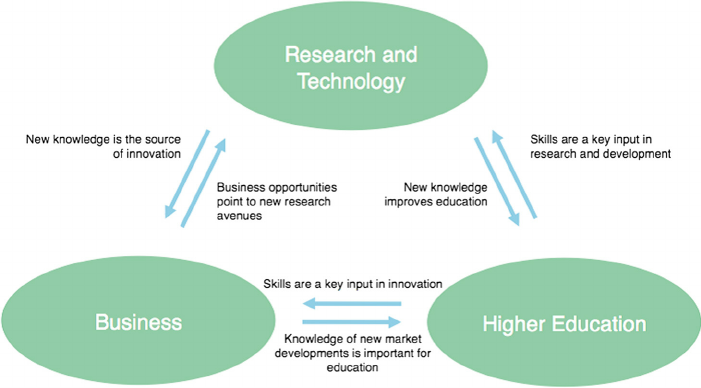 Research and
Technology
New knowledge is the source
of innovation
Skills are a key input in
research and development
Business opportunities
point to new research
avenues
New knowledge
improves education
Skills are a key input in innovation
Business
Higher Education
Knowledge of new market
developments is important for
education